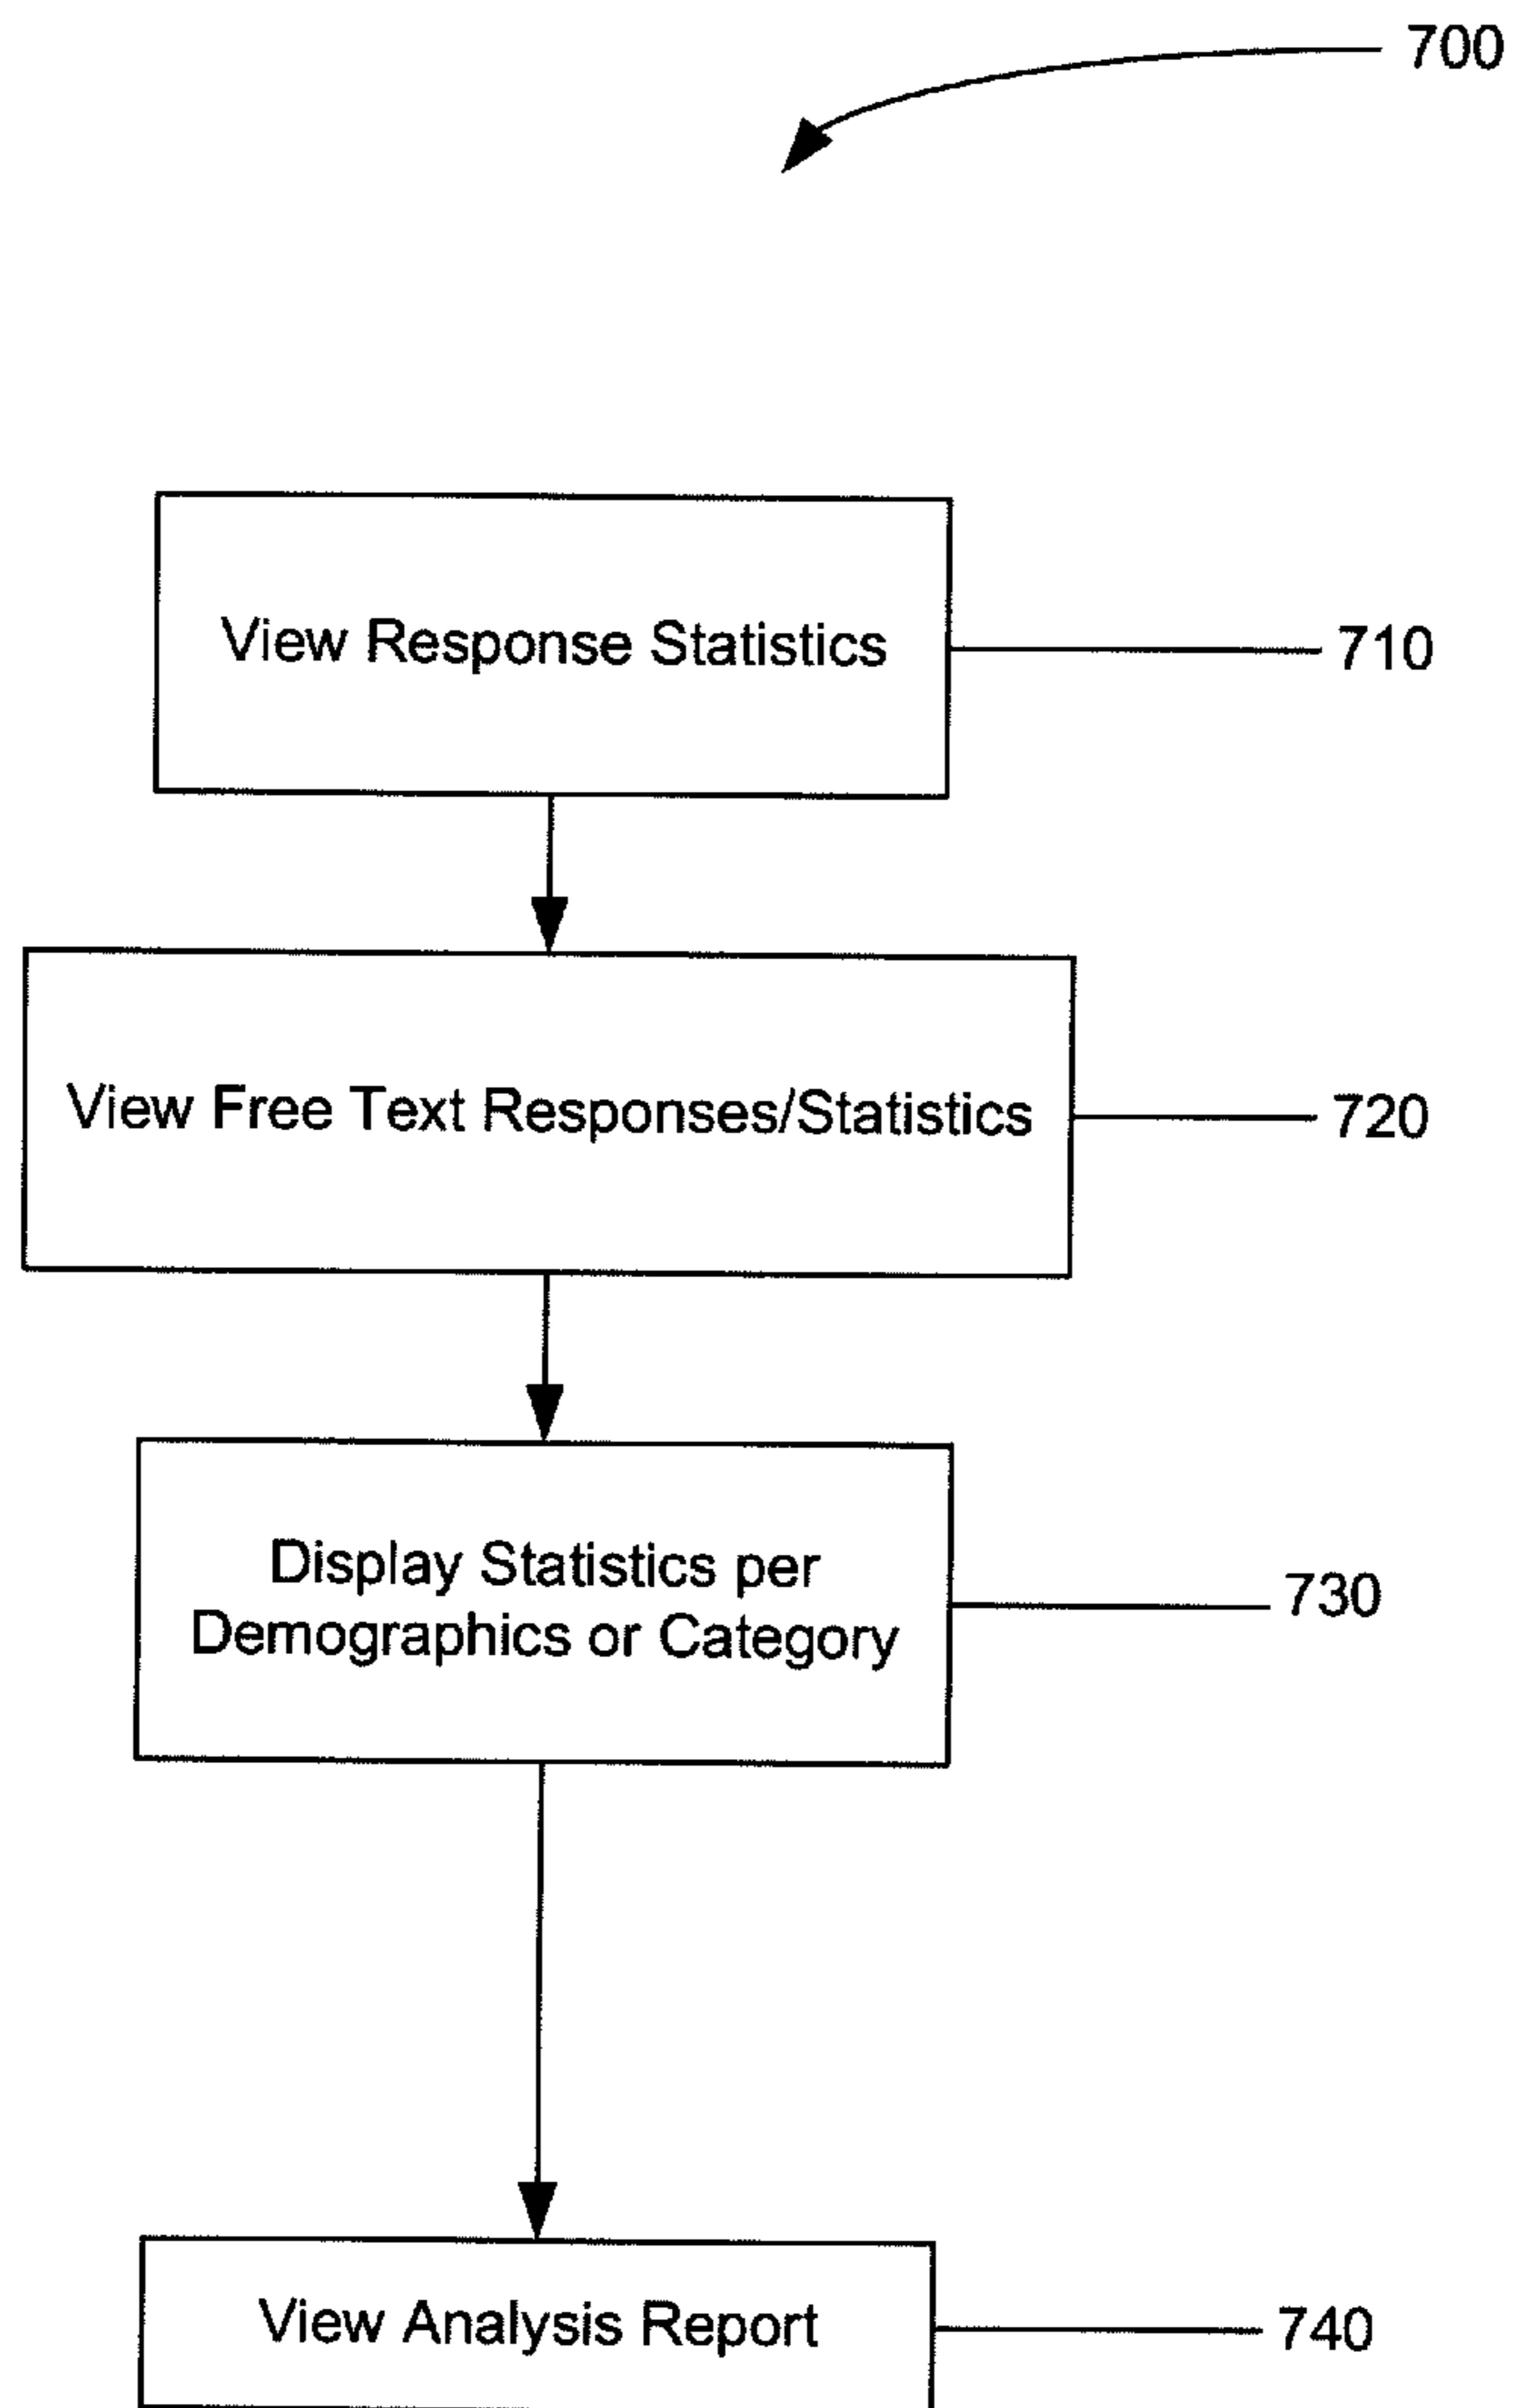 700
View Response Statistics
710
View Free Text Responses/Statistics
720
Display Statistics per
Demographics or Category
730
View Analysis Report
740